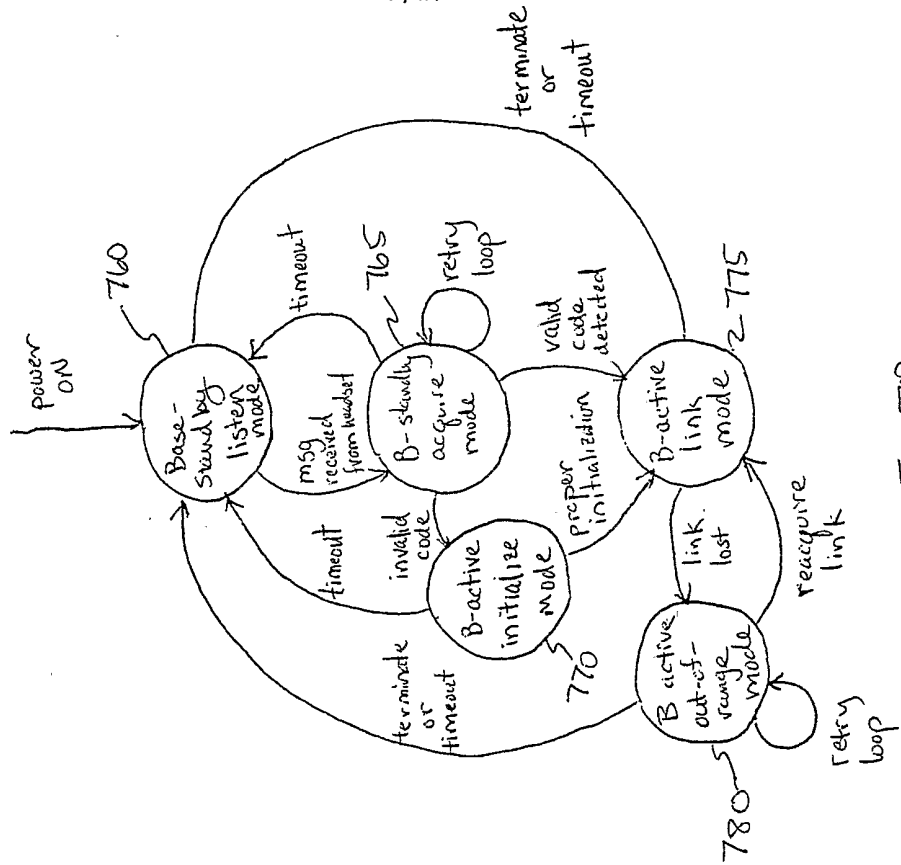 power
ON
760
Base-
standby
listen
mode
terminate
or
timeout
timeout
765
msg
received
from headset
B-standby
acquire
mode
retry
loop
timeout
invalid
code
valid
code
detected
B-active
initialize
mode
770
proper
initialization
terminate
or
timeout
B-active
link
mode
775
link
lost
B active
out-of-
range
mode
reacquire
link
780
retry
loop